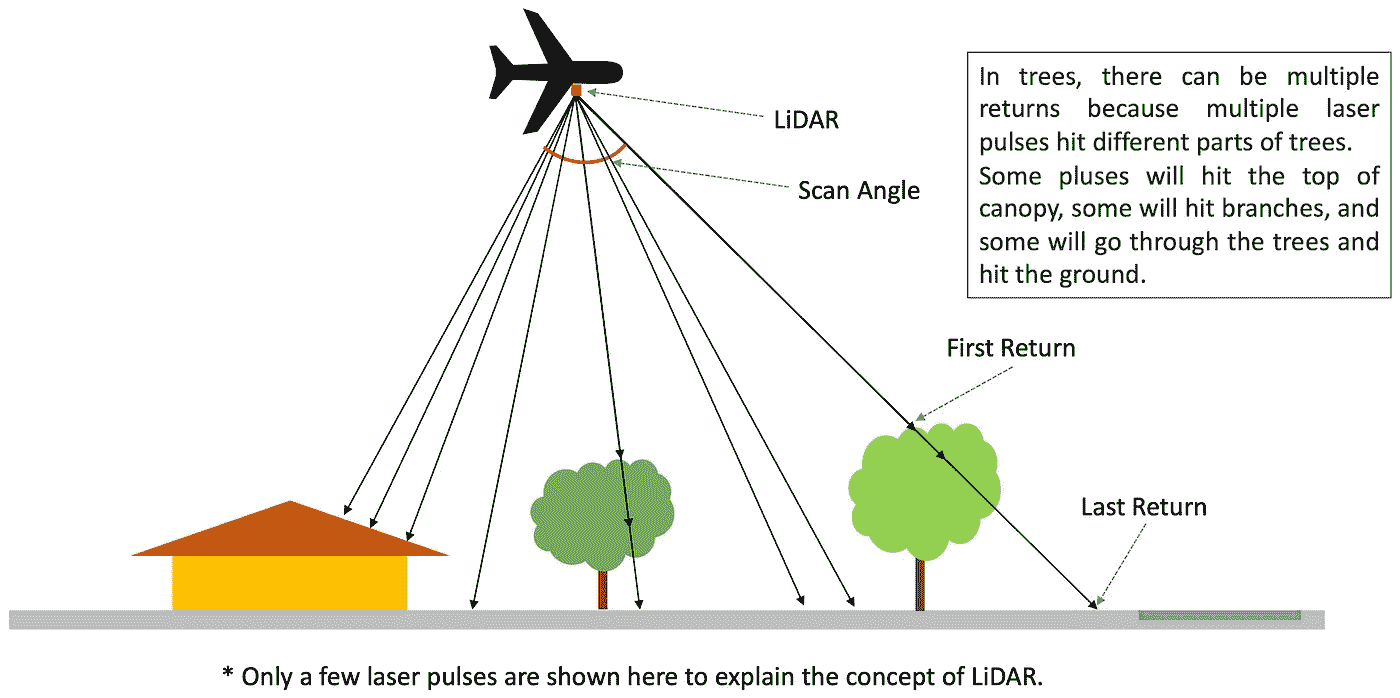 In trees, there can be multiple
returns because multiple laser
pulses hit different parts of trees.
Some pluses will hit the top of
canopy, some will hit branches, and
some will go through the trees and
hit the ground.
LiDAR
Scan Angle
First Return
Last Return
* Only a few laser pulses are shown here to explain the concept of LiDAR.